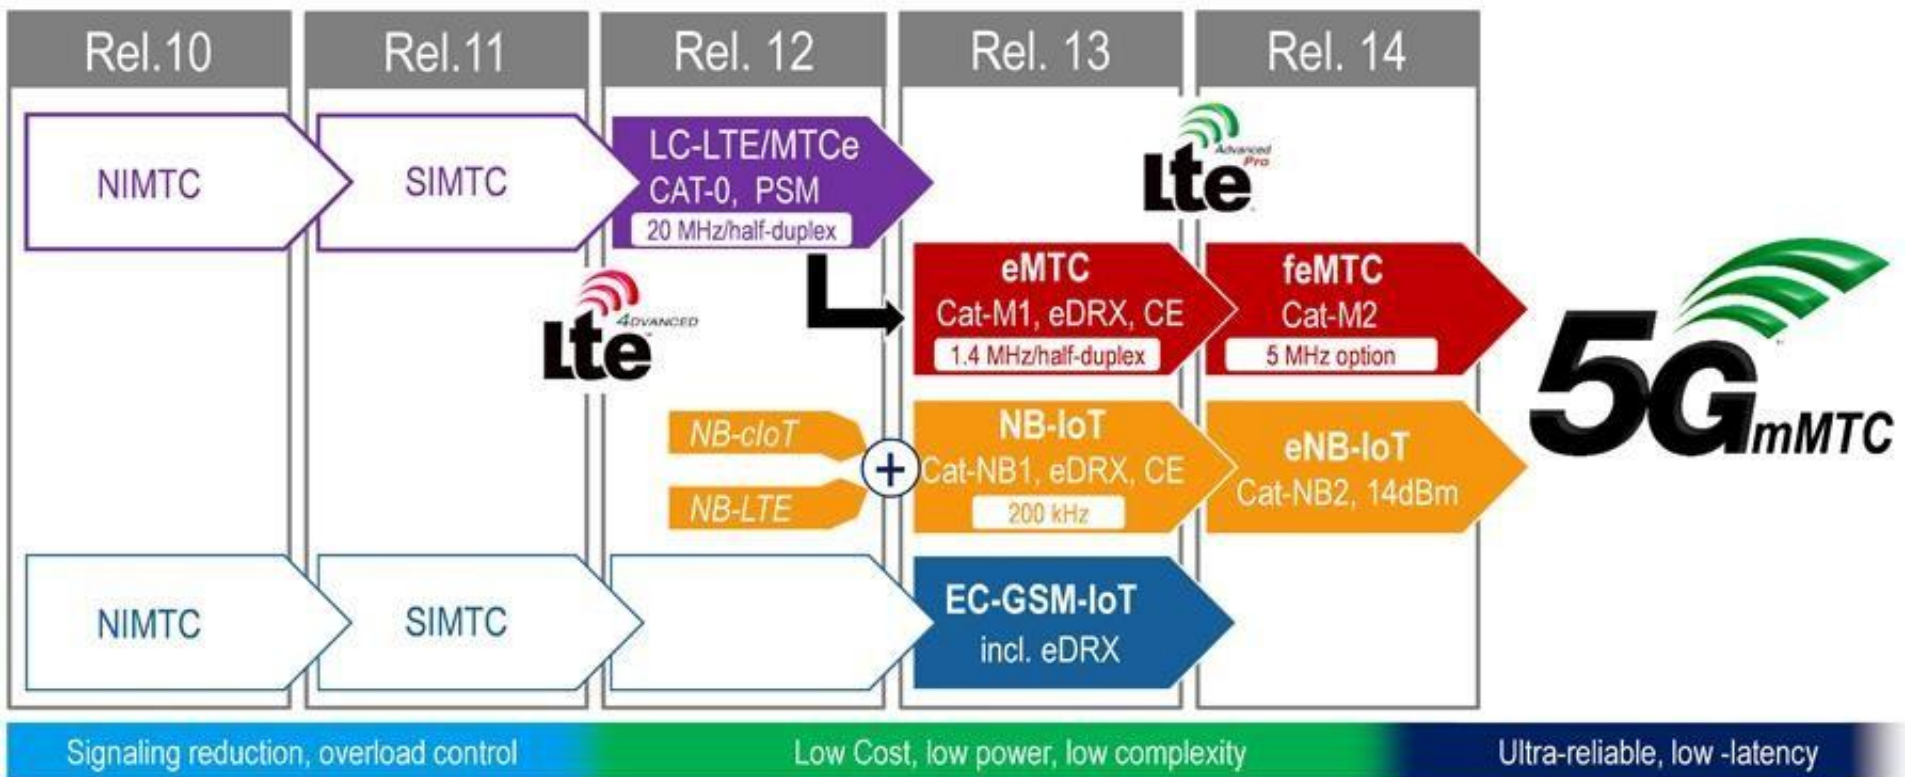 Rel.10
Rel.11
Rel. 12
Rel. 13
Rel. 14
NIMTC
SIMTC
LC-LTE/MTCe
CAT-0, PSM
20 MHz/half-duplex
Lte
Advanced
Pro
Lte
4DVANCED
eMTC
Cat-M1, eDRX, CE
1.4 MHz/half-duplex
feMTC
Cat-M2
5 MHz option
5G
mMTC
NB-cIoT
NB-LTE
+
NB-IoT
Cat-NB1, eDRX, CE
200 kHz
eNB-IoT
Cat-NB2, 14dBm
NIMTC
SIMTC
EC-GSM-IoT
incl. eDRX
Signaling reduction, overload control
Low Cost, low power, low complexity
Ultra-reliable, low -latency